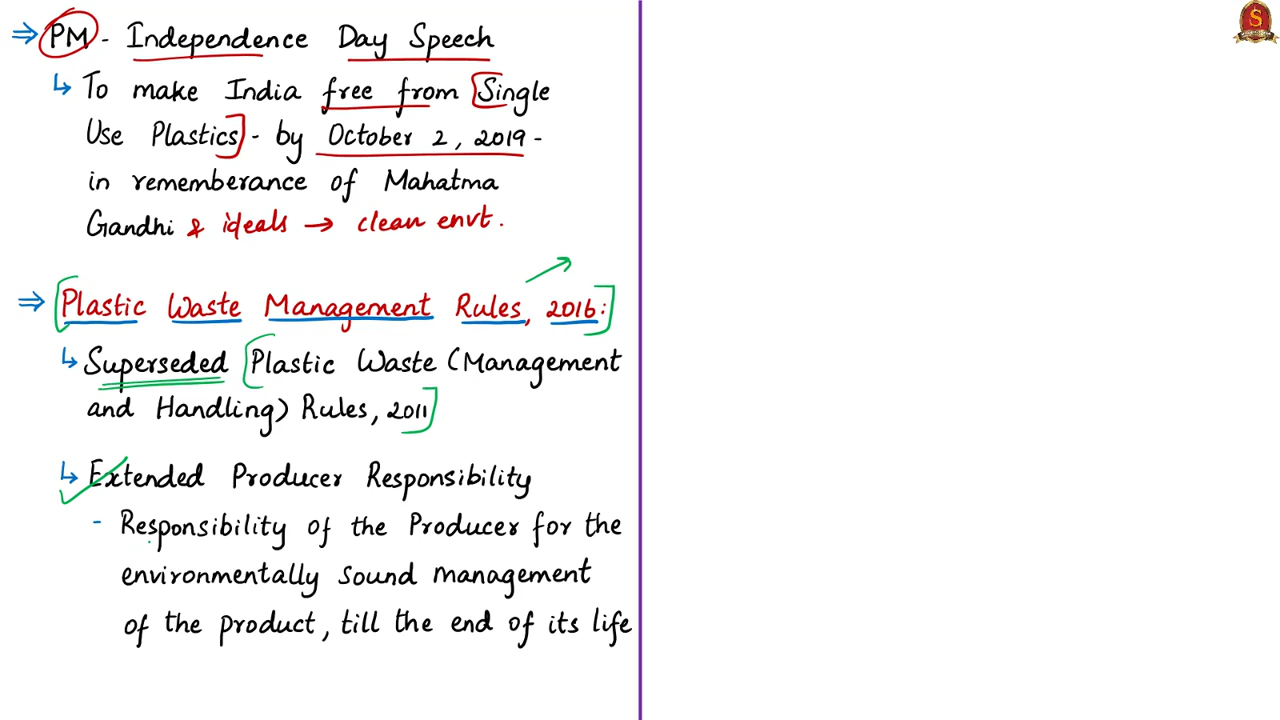 ⇒ PM - Independence Day Speech
↳ To make India free from [Single
Use Plastics] - by October 2, 2019 -
in rememberance of Mahatma
Gandhi & ideals → clean envt.
⇒ [Plastic Waste Management Rules, 2016:]
↳ Superseded [Plastic Waste (Management
and Handling) Rules, 2011]
↳ Extended Producer Responsibility
- Responsibility of the Producer for the
environmentally sound management
of the product, till the end of its life
S